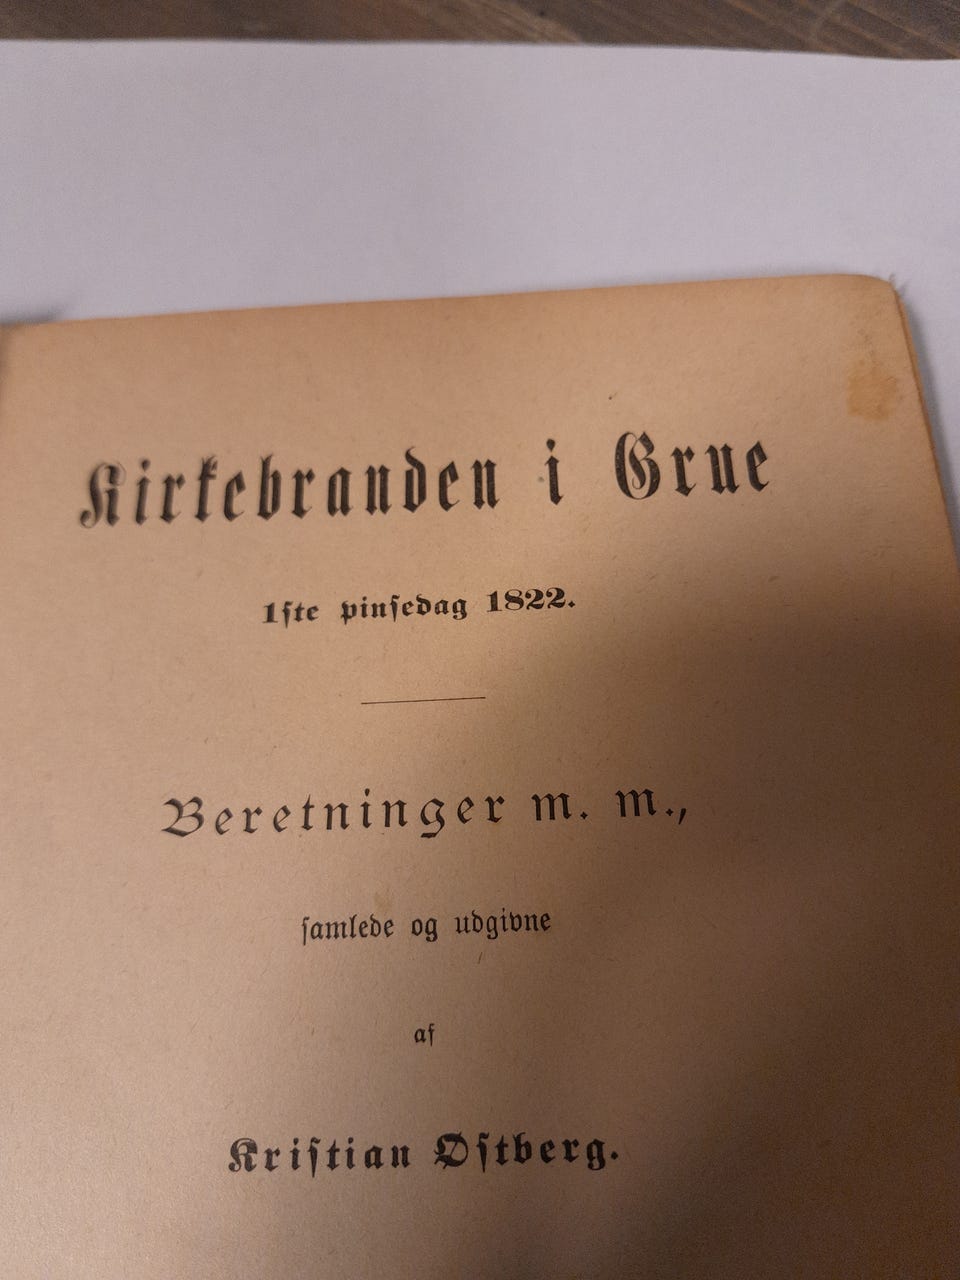 Kirkebranden i Grue
1ste pinsedag 1822.
Beretninger m. m.,
samlede og udgivne
af
Kristian Østberg.